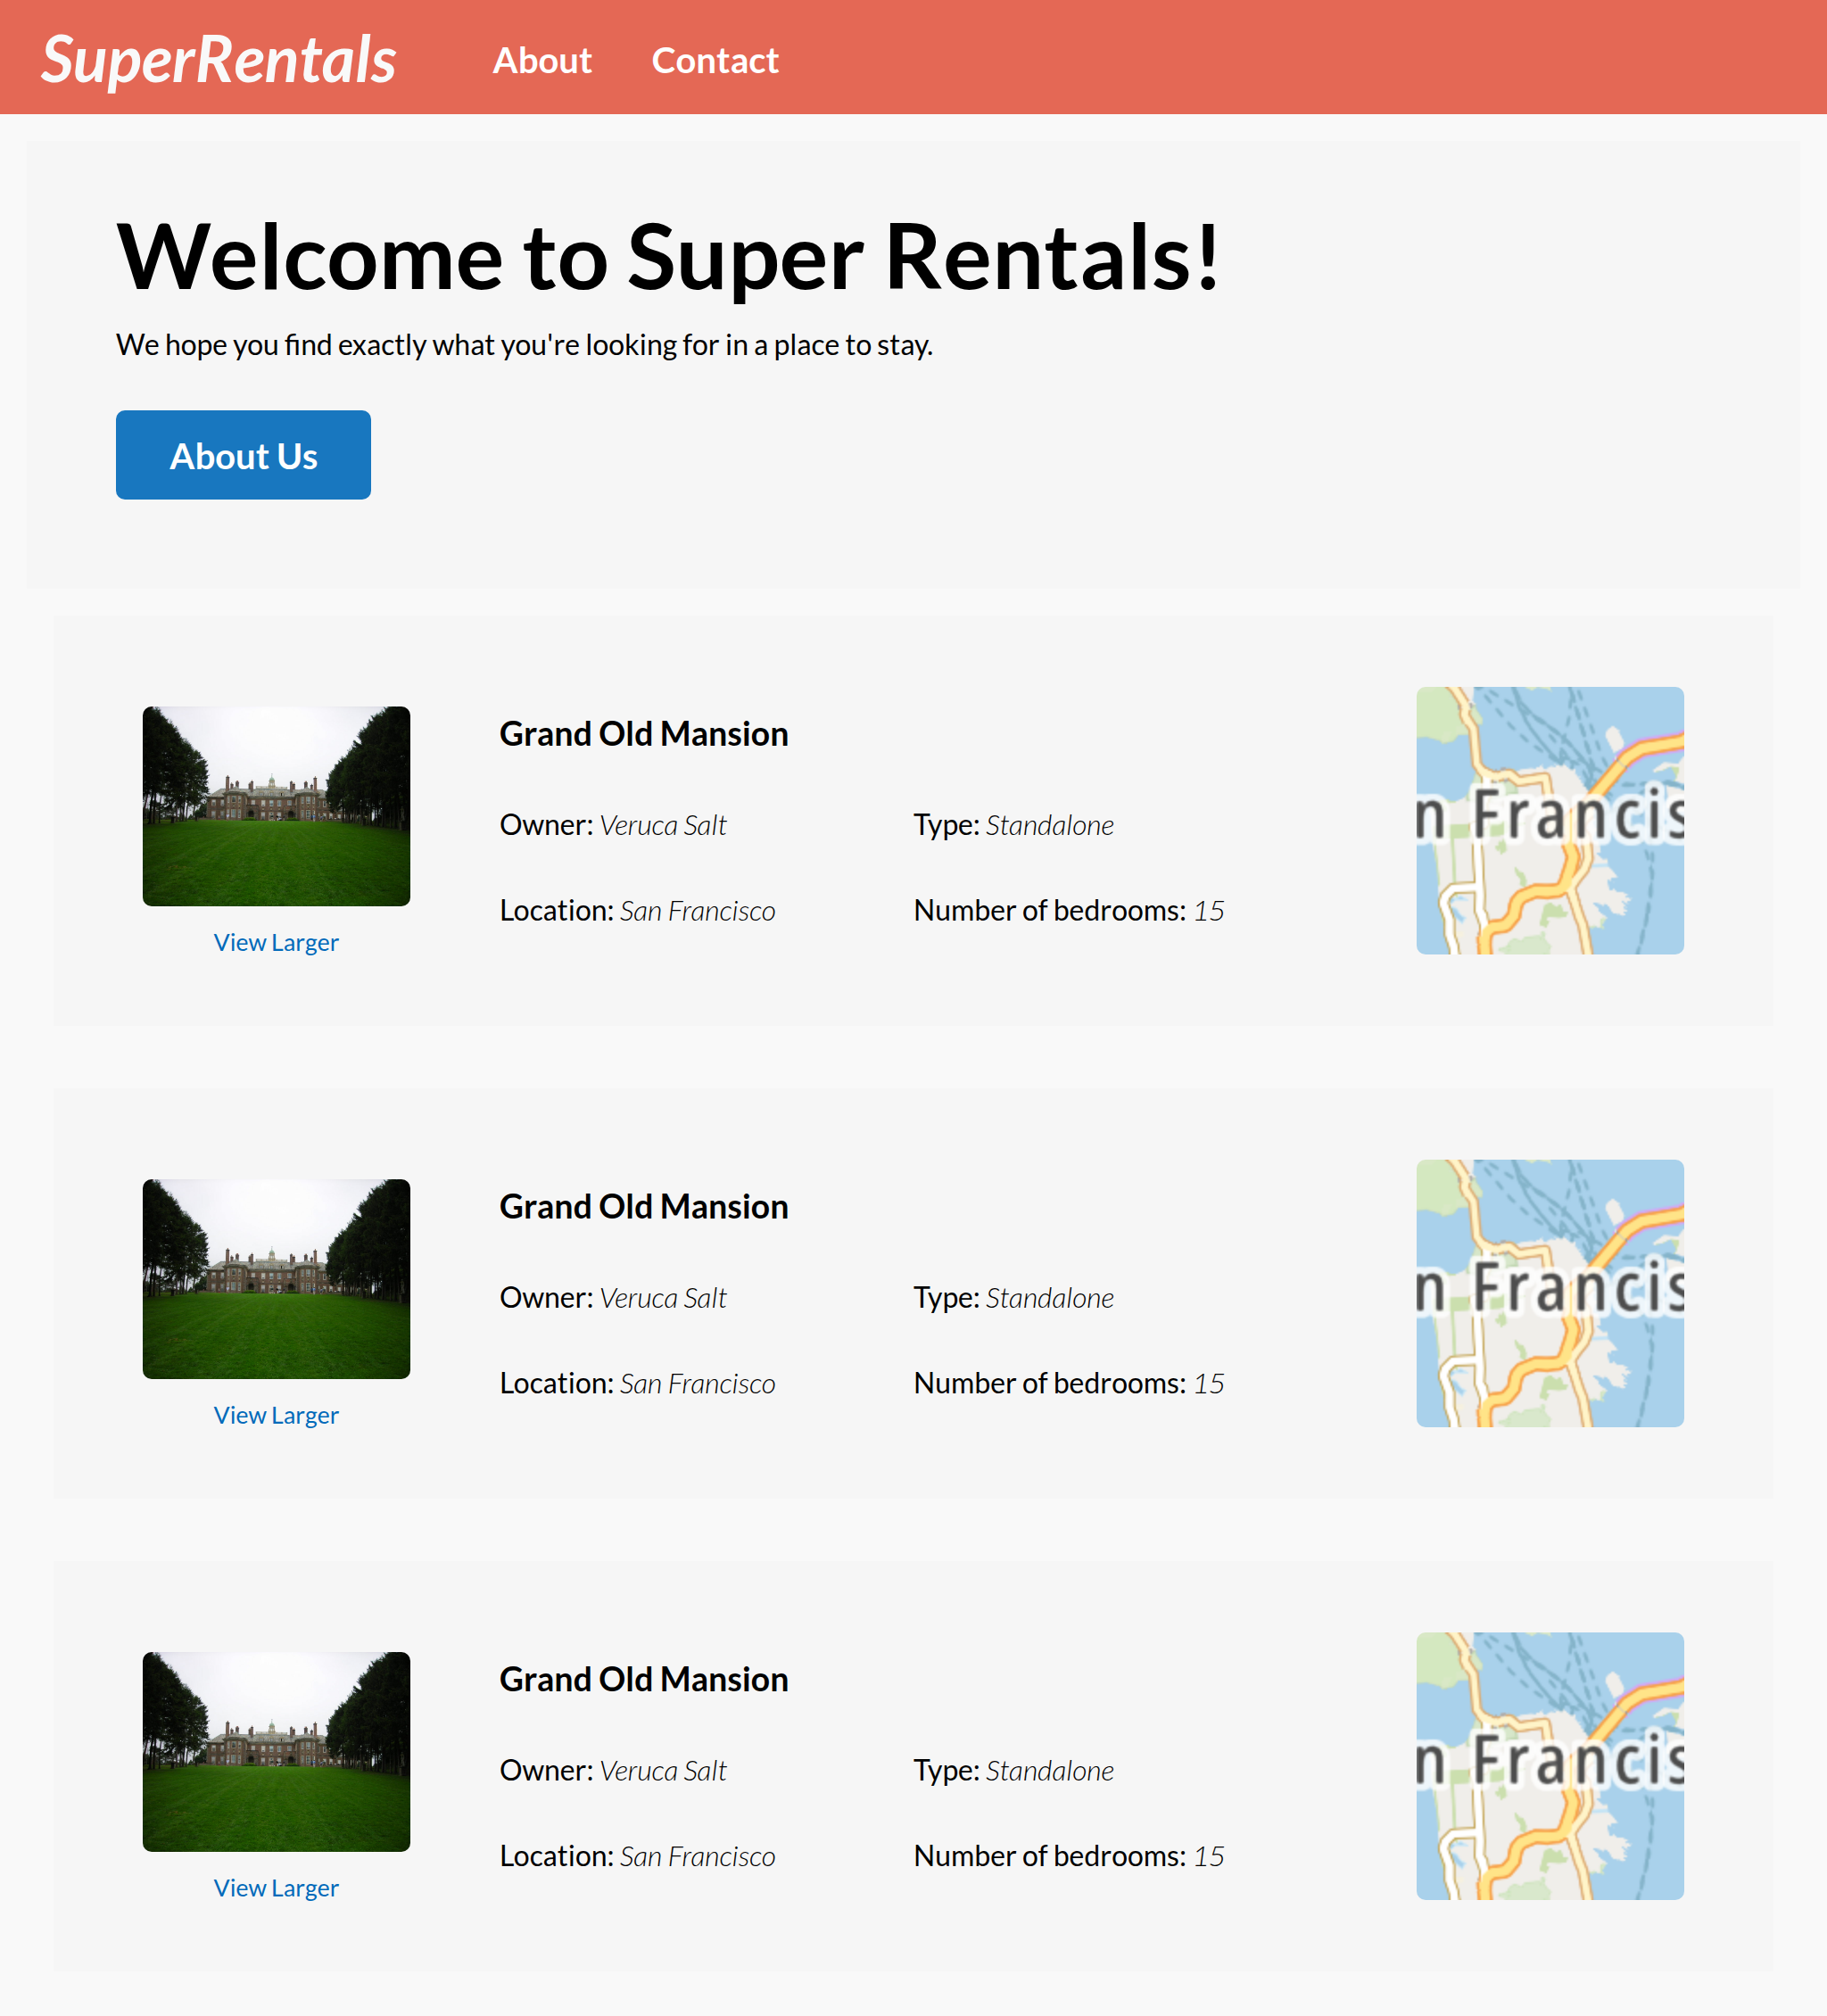 SuperRentals About Contact
Welcome to Super Rentals!
We hope you find exactly what you're looking for in a place to stay.
About Us
Grand Old Mansion
Owner: Veruca Salt Type: Standalone
Location: San Francisco Number of bedrooms: 15
View Larger
n Francis
Grand Old Mansion
Owner: Veruca Salt Type: Standalone
Location: San Francisco Number of bedrooms: 15
View Larger
n Francis
Grand Old Mansion
Owner: Veruca Salt Type: Standalone
Location: San Francisco Number of bedrooms: 15
View Larger
n Francis